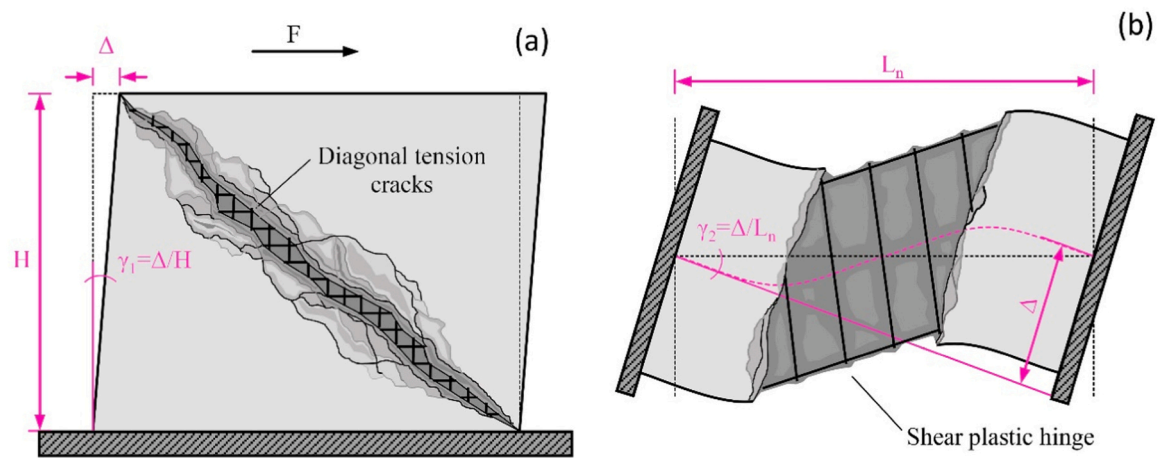 Δ
F
(a)
Diagonal tension
cracks
H
γ₁=Δ/H
(b)
Lₙ
γ₂=Δ/Lₙ
Δ
Shear plastic hinge